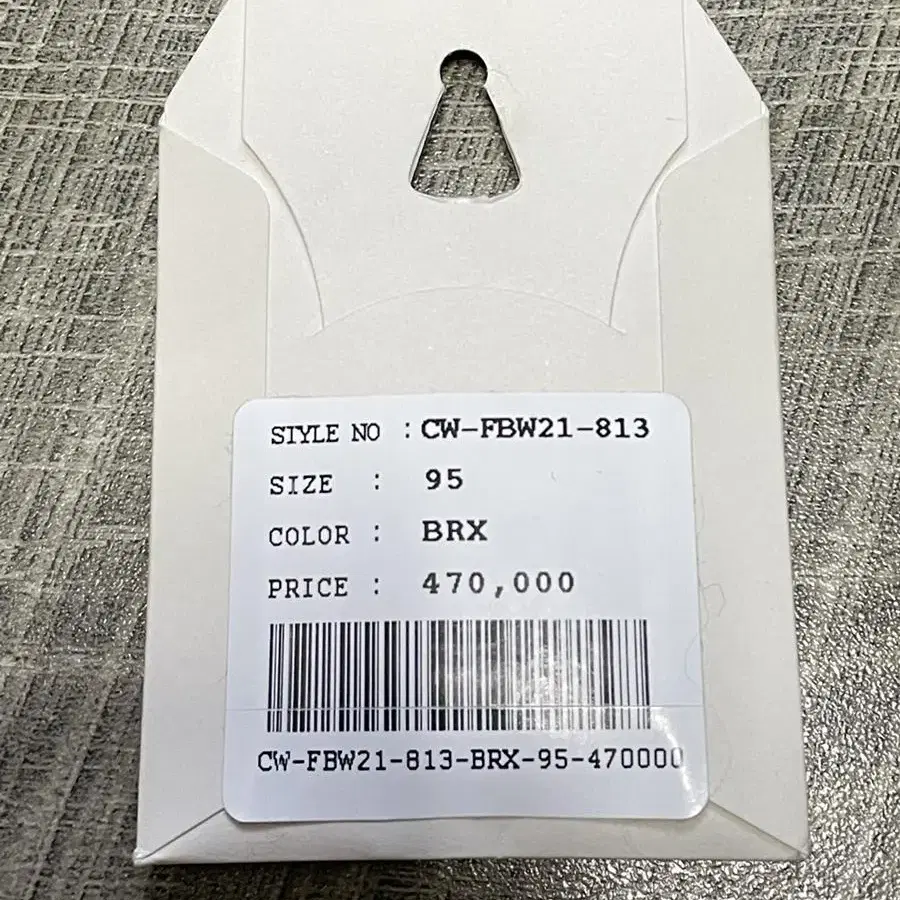 STYLE NO : CW-FBW21-813
SIZE : 95
COLOR : BRX
PRICE : 470,000
CW-FBW21-813-BRX-95-470000